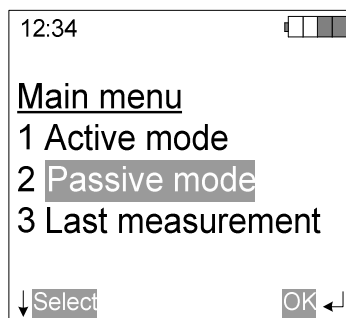 12:34
Main menu
1 Active mode
2 Passive mode
3 Last measurement
↓ Select OK ↵